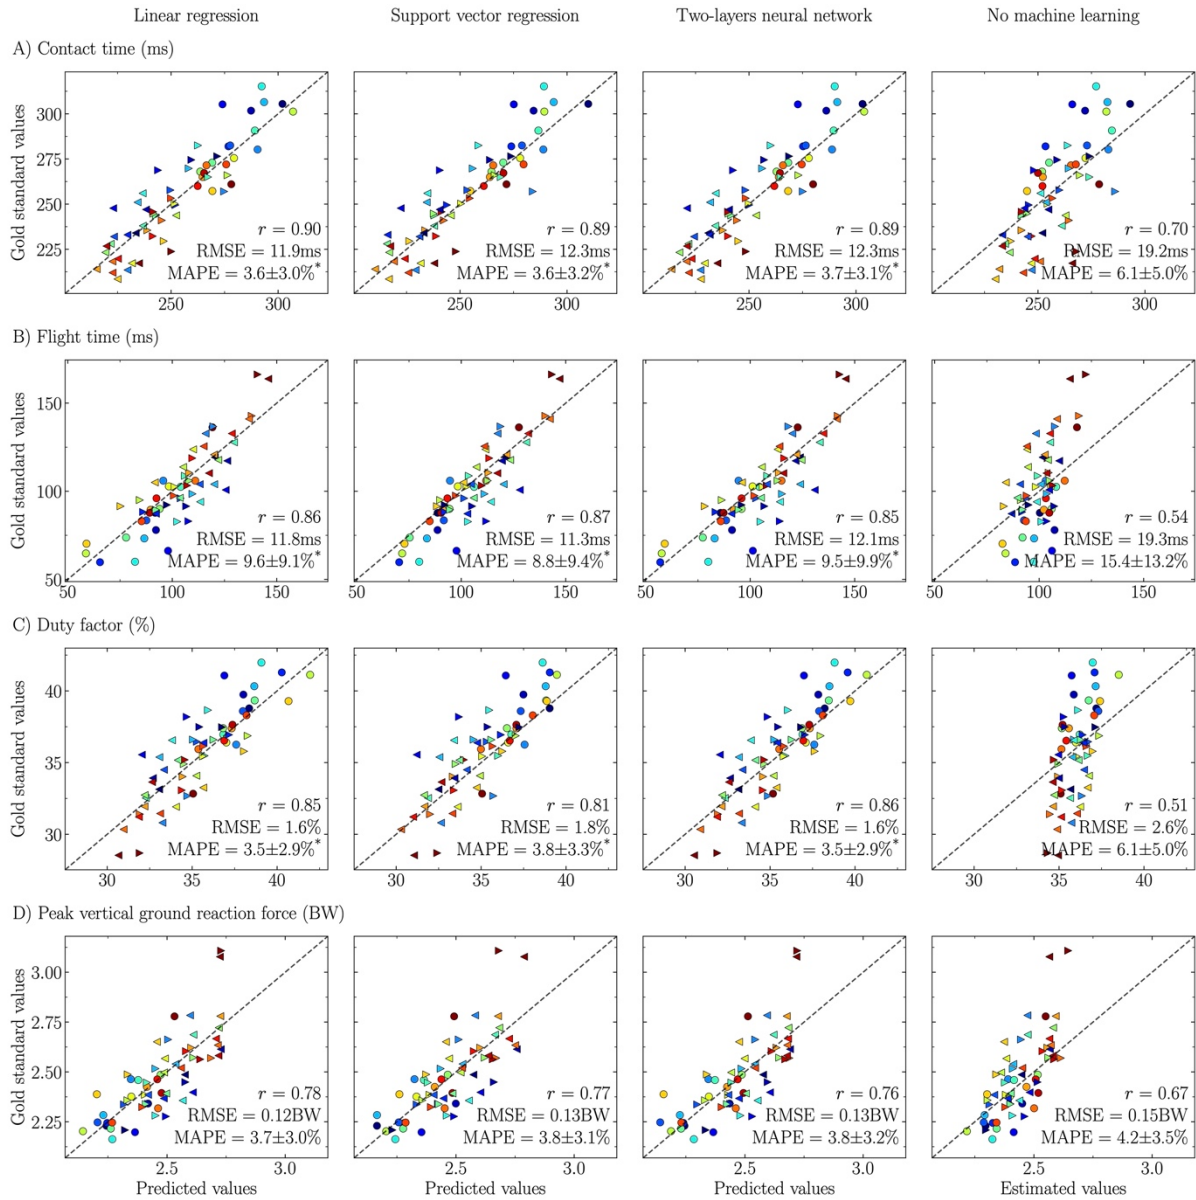 Linear regression
Support vector regression
Two-layers neural network
No machine learning
A) Contact time (ms)
Gold standard values
300
275
250
225
r = 0.90
RMSE = 11.9ms
MAPE = 3.6±3.0%*
r = 0.89
RMSE = 12.3ms
MAPE = 3.6±3.2%*
r = 0.89
RMSE = 12.3ms
MAPE = 3.7±3.1%*
r = 0.70
RMSE = 19.2ms
MAPE = 6.1±5.0%
250 300
250 300
250 300
250 300
B) Flight time (ms)
Gold standard values
150
100
50
r = 0.86
RMSE = 11.8ms
MAPE = 9.6±9.1%*
r = 0.87
RMSE = 11.3ms
MAPE = 8.8±9.4%*
r = 0.85
RMSE = 12.1ms
MAPE = 9.5±9.9%*
r = 0.54
RMSE = 19.3ms
MAPE = 15.4±13.2%
50 100 150
50 100 150
50 100 150
50 100 150
C) Duty factor (%)
Gold standard values
40
35
30
r = 0.85
RMSE = 1.6%
MAPE = 3.5±2.9%*
r = 0.81
RMSE = 1.8%
MAPE = 3.8±3.3%*
r = 0.86
RMSE = 1.6%
MAPE = 3.5±2.9%*
r = 0.51
RMSE = 2.6%
MAPE = 6.1±5.0%
30 35 40
30 35 40
30 35 40
30 35 40
D) Peak vertical ground reaction force (BW)
Gold standard values
3.00
2.75
2.50
2.25
r = 0.78
RMSE = 0.12BW
MAPE = 3.7±3.0%
r = 0.77
RMSE = 0.13BW
MAPE = 3.8±3.1%
r = 0.76
RMSE = 0.13BW
MAPE = 3.8±3.2%
r = 0.67
RMSE = 0.15BW
MAPE = 4.2±3.5%
2.5 3.0
2.5 3.0
2.5 3.0
2.5 3.0
Predicted values
Predicted values
Predicted values
Estimated values